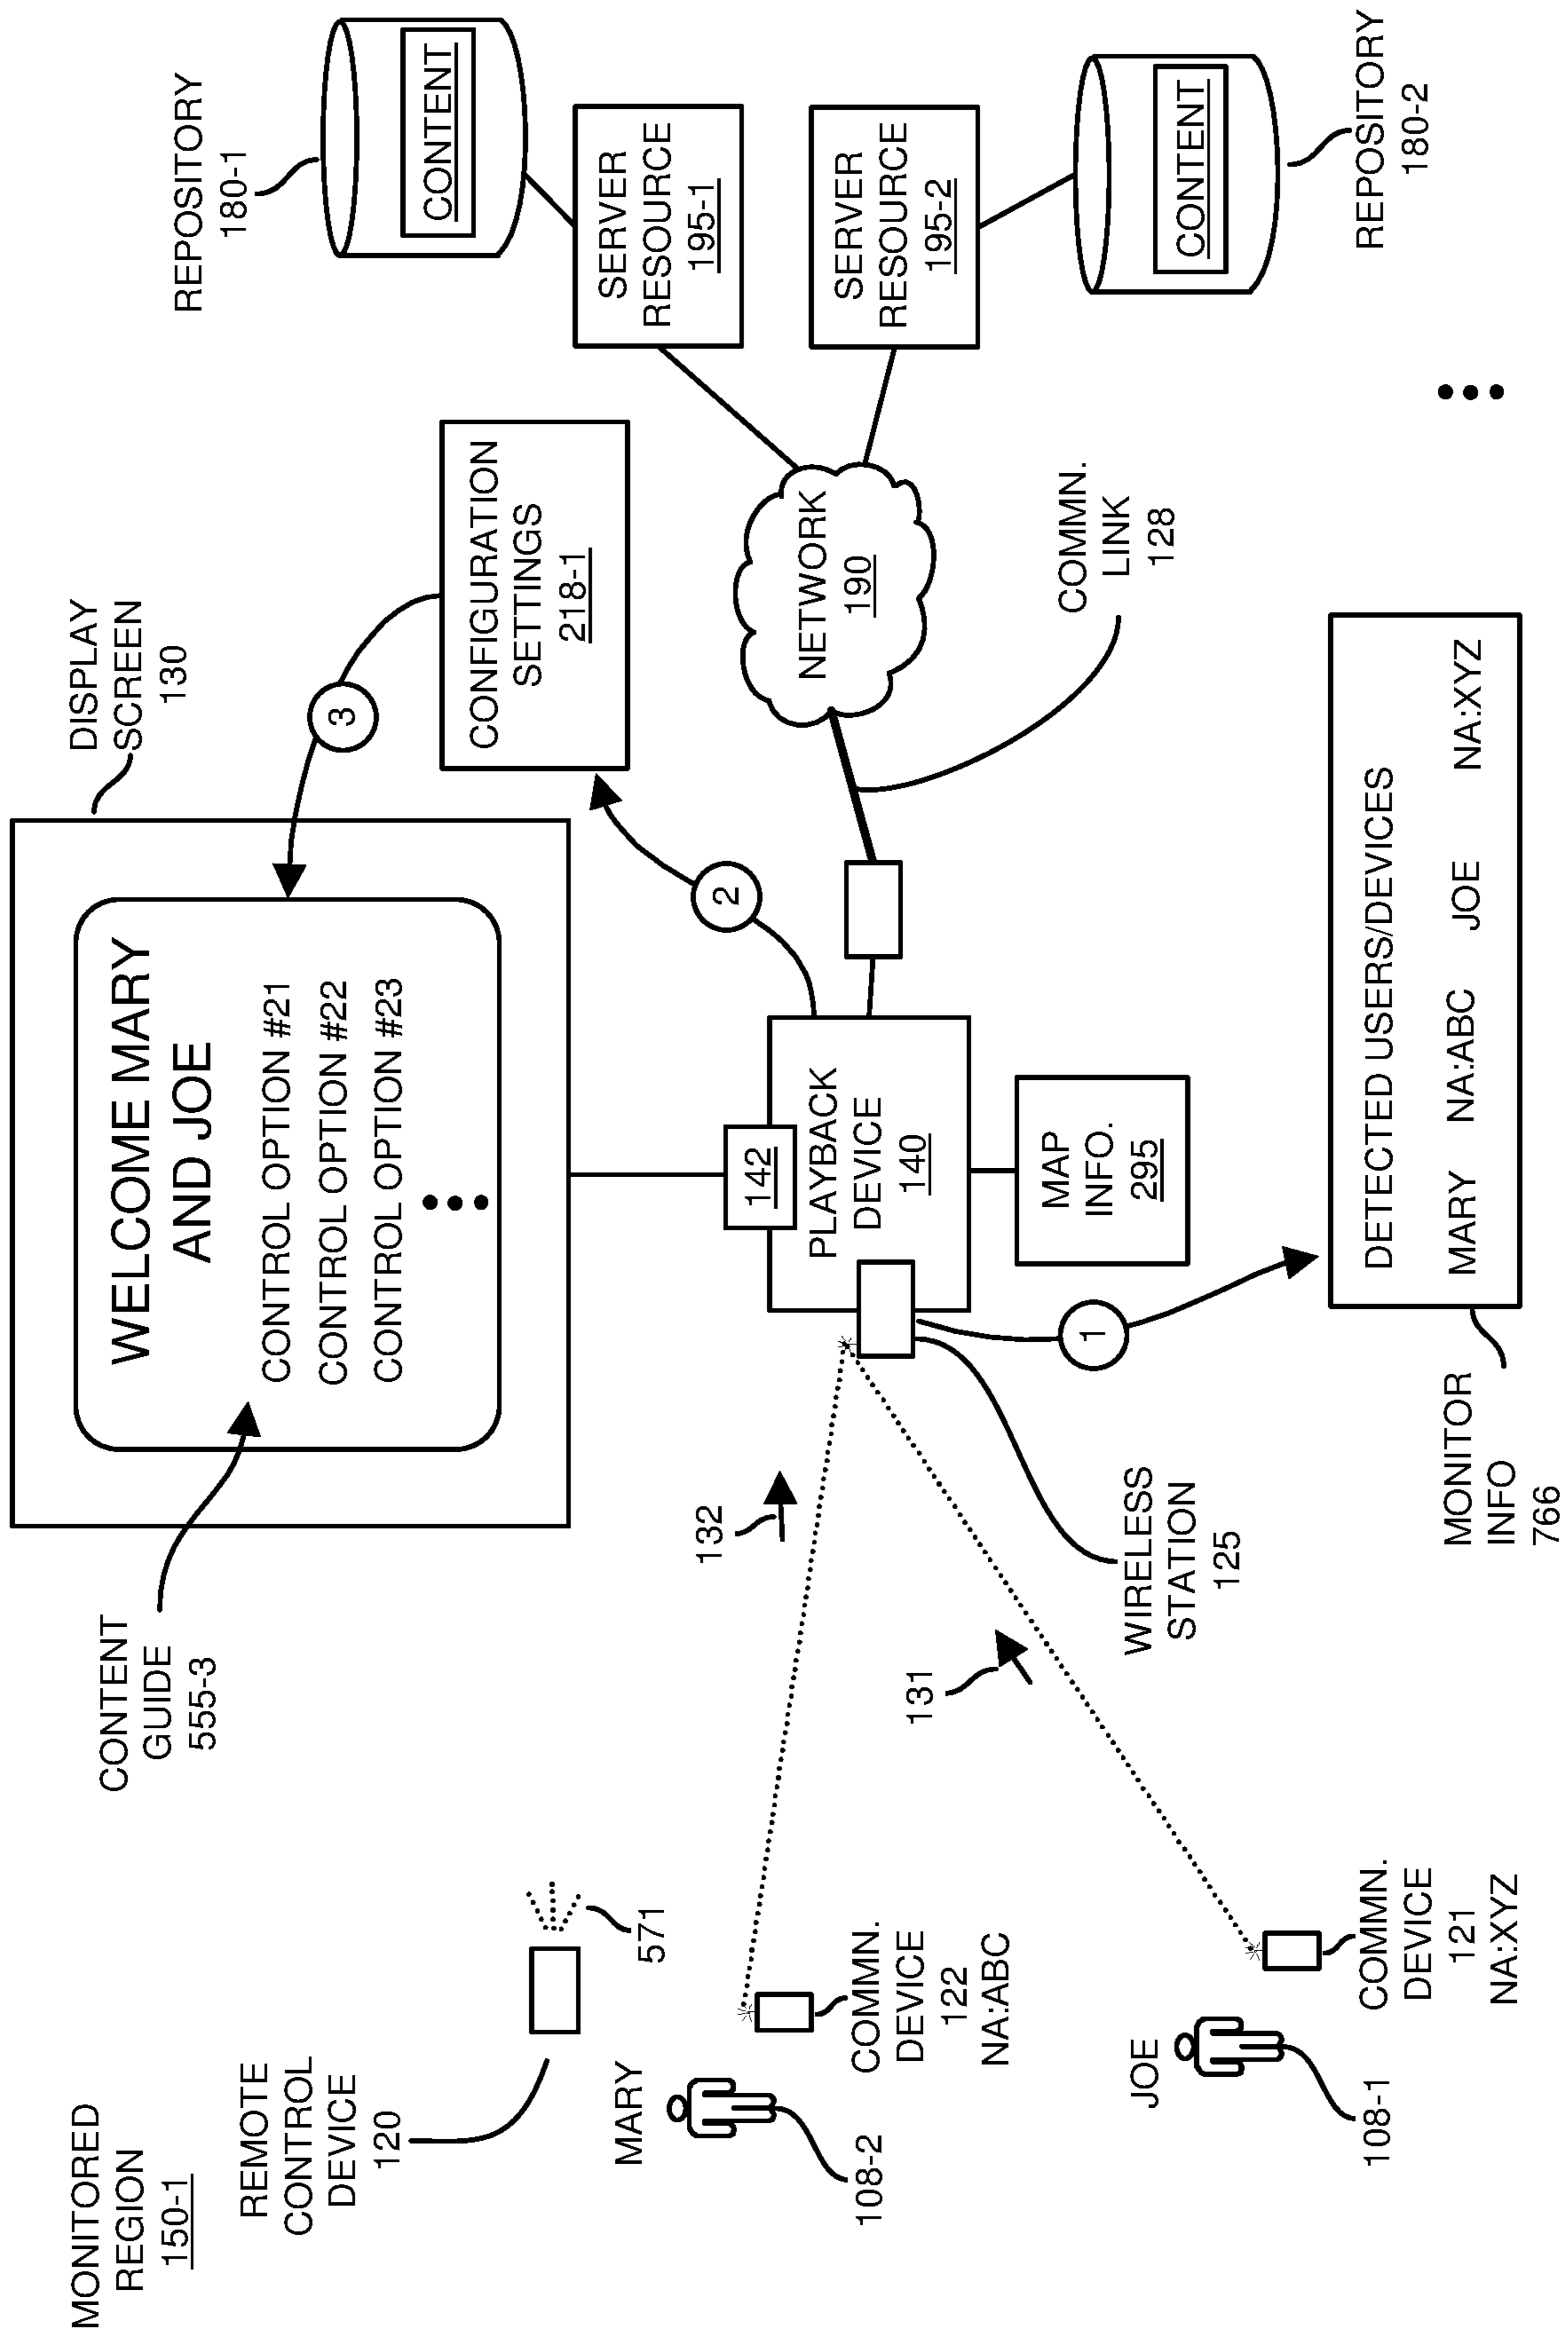 MONITORED
REGION
150-1
REMOTE
CONTROL
DEVICE
120
571
MARY
108-2
COMMN.
DEVICE
122
NA:ABC
JOE
108-1
COMMN.
DEVICE
121
NA:XYZ
CONTENT
GUIDE
555-3
132
131
WIRELESS
STATION
125
DISPLAY
SCREEN
130
WELCOME MARY
AND JOE
CONTROL OPTION #21
CONTROL OPTION #22
CONTROL OPTION #23
142
PLAYBACK
DEVICE
140
MAP
INFO.
295
1
2
3
MONITOR
INFO
766
DETECTED USERS/DEVICES
MARY NA:ABC JOE NA:XYZ
CONFIGURATION
SETTINGS
218-1
NETWORK
190
COMMN.
LINK
128
REPOSITORY
180-1
CONTENT
SERVER
RESOURCE
195-1
SERVER
RESOURCE
195-2
CONTENT
REPOSITORY
180-2